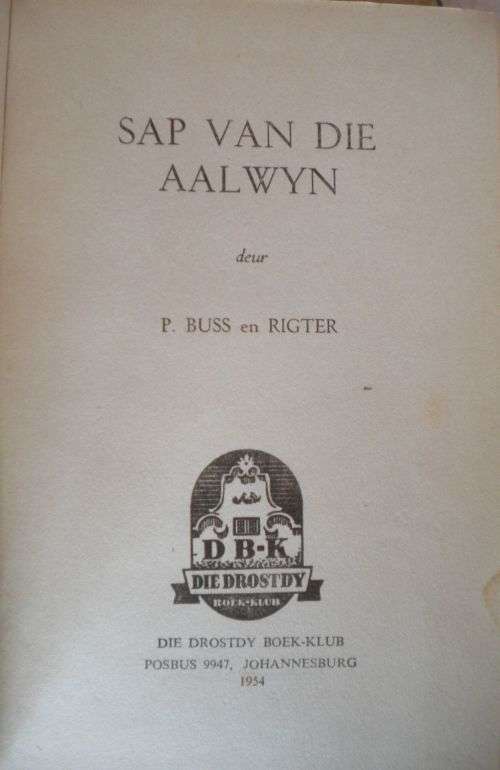 SAP VAN DIE
AALWYN
deur
P. BUSS en RIGTER
D B-K
DIE DROSTDY
BOEK-KLUB
DIE DROSTDY BOEK-KLUB
POSBUS 9947, JOHANNESBURG
1954